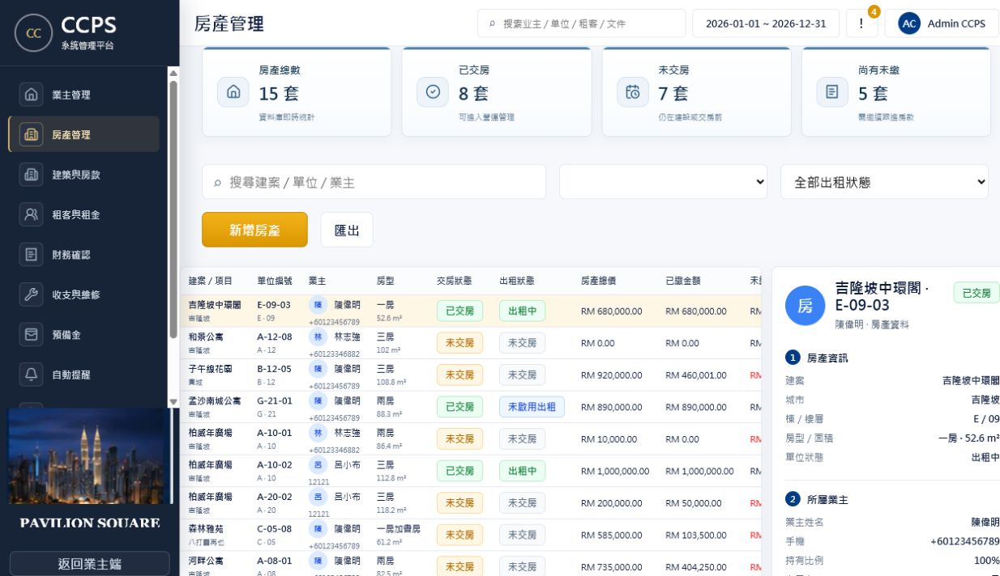 CC
CCPS
系統管理平台
業主管理
房產管理
建築與房款
租客與租金
財務確認
收支與維修
預備金
自動提醒
PAVILION SQUARE
返回業主端
房產管理
搜索业主 / 单位 / 租客 / 文件
2026-01-01 ~ 2026-12-31
!
4
AC
Admin CCPS
房產總數
15 套
資料庫即時統計
已交房
8 套
可進入營運管理
未交房
7 套
仍在建設或交房前
尚有未繳
5 套
需繼續跟進房款
搜尋建案 / 單位 / 業主
全部出租狀態
新增房產
匯出
建案 / 項目 單位編號 業主 房型 交房狀態 出租狀態 房產總價 已繳金額
吉隆坡中環閣 E-09-03 陳 陳偉明 一房 已交房 出租中 RM 680,000.00 RM 680,000.00 RM
吉隆坡 E · 09 +60123456789 52.6 m²
和景公寓 A-12-08 林 林志強 三房 未交房 未交房 RM 0.00 RM 0.00 RM
吉隆坡 A · 12 +60123346882 102 m²
子午線花園 B-12-05 陳 陳偉明 三房 未交房 未交房 RM 920,000.00 RM 460,001.00 RM
B · 12 +60123456789 108.8 m²
孟沙南城公寓 G-21-01 陳 陳偉明 兩房 已交房 未啟用出租 RM 890,000.00 RM 890,000.00 RM
吉隆坡 G · 21 +60123456789 88.3 m²
柏威年廣場 A-10-01 林 林志強 兩房 未交房 未交房 RM 10,000.00 RM 0.00 RM
吉隆坡 A · 10 +60123346882 86.4 m²
柏威年廣場 A-10-02 呂 呂小布 三房 已交房 出租中 RM 1,000,000.00 RM 1,000,000.00 RM
吉隆坡 A · 10 12121 112.8 m²
柏威年廣場 A-20-02 呂 呂小布 三房 未交房 未交房 RM 200,000.00 RM 50,000.00 RM
吉隆坡 A · 20 12121 118.2 m²
森林雅苑 C-05-08 陳 陳偉明 一房加書房 未交房 未交房 RM 585,000.00 RM 103,500.00 RM
八打靈再也 C · 05 +60123456789 61.2 m²
河畔公寓 A-08-01 陳 陳偉明 兩房 未交房 未交房 RM 735,000.00 RM 404,250.00 RM
吉隆坡 A · 08 +60123456789 82.5 m²
房
吉隆坡中環閣 ·
E-09-03
已交房
陳偉明 · 房產資料
1 房產資訊
建案 吉隆坡中環閣
城市 吉隆坡
棟 / 樓層 E / 09
房型 / 面積 一房 · 52.6 m²
單位狀態 出租中
2 所屬業主
業主姓名 陳偉明
手機 +60123456789
持有比例 100%